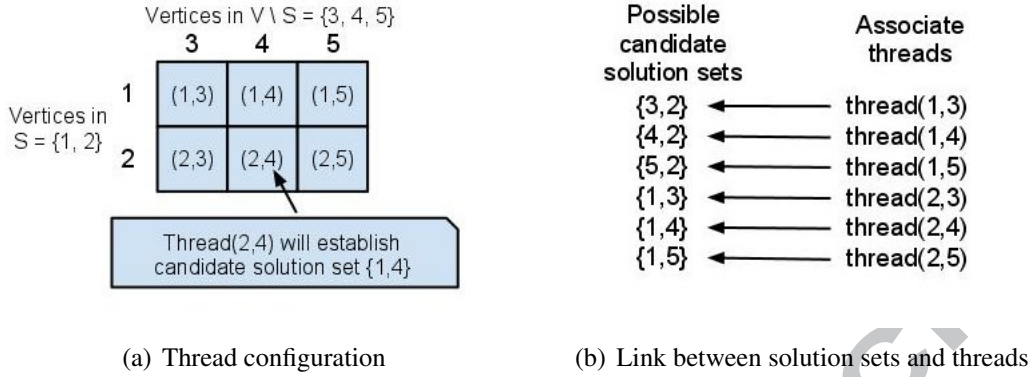 Vertices in V \ S = {3, 4, 5}
3 4 5
1
(1,3) (1,4) (1,5)
Vertices in
S = {1, 2}
2
(2,3) (2,4) (2,5)
Thread(2,4) will establish
candidate solution set {1,4}
(a) Thread configuration
Possible
candidate
solution sets
Associate
threads
{3,2} thread(1,3)
{4,2} thread(1,4)
{5,2} thread(1,5)
{1,3} thread(2,3)
{1,4} thread(2,4)
{1,5} thread(2,5)
(b) Link between solution sets and threads